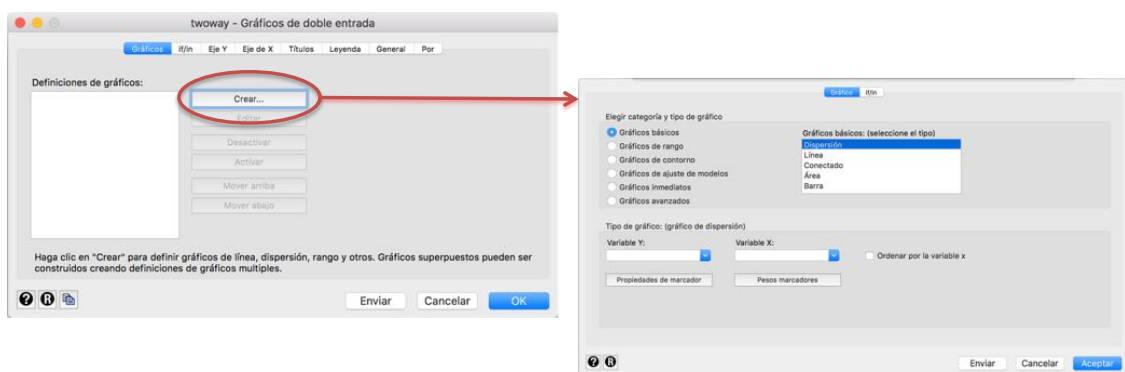 twoway - Gráficos de doble entrada
Gráficos if/in Eje Y Eje de X Títulos Leyenda General Por
Definiciones de gráficos:
Crear...
Editar
Desactivar
Activar
Mover arriba
Mover abajo
Haga clic en "Crear" para definir gráficos de línea, dispersión, rango y otros. Gráficos superpuestos pueden ser
construidos creando definiciones de gráficos multiples.
? R Enviar Cancelar OK
Gráfico if/in
Elegir categoría y tipo de gráfico
Gráficos básicos
Gráficos de rango
Gráficos de contorno
Gráficos de ajuste de modelos
Gráficos inmediatos
Gráficos avanzados
Gráficos básicos: (seleccione el tipo)
Dispersión
Línea
Conectado
Área
Barra
Tipo de gráfico: (gráfico de dispersión)
Variable Y: Variable X:
Ordenar por la variable x
Propiedades de marcador Pesos marcadores
? R Enviar Cancelar Aceptar